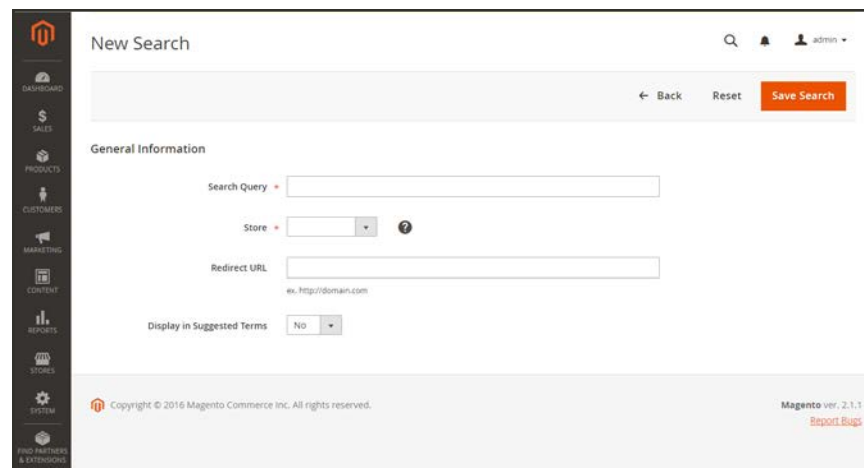 New Search
admin
← Back
Reset
Save Search
General Information
Search Query *
Store *
Redirect URL
ex. http://domain.com
Display in Suggested Terms
No
DASHBOARD
$
SALES
PRODUCTS
CUSTOMERS
MARKETING
CONTENT
REPORTS
STORES
SYSTEM
FIND PARTNERS
& EXTENSIONS
Copyright © 2016 Magento Commerce Inc. All rights reserved.
Magento ver. 2.1.1
Report Bugs